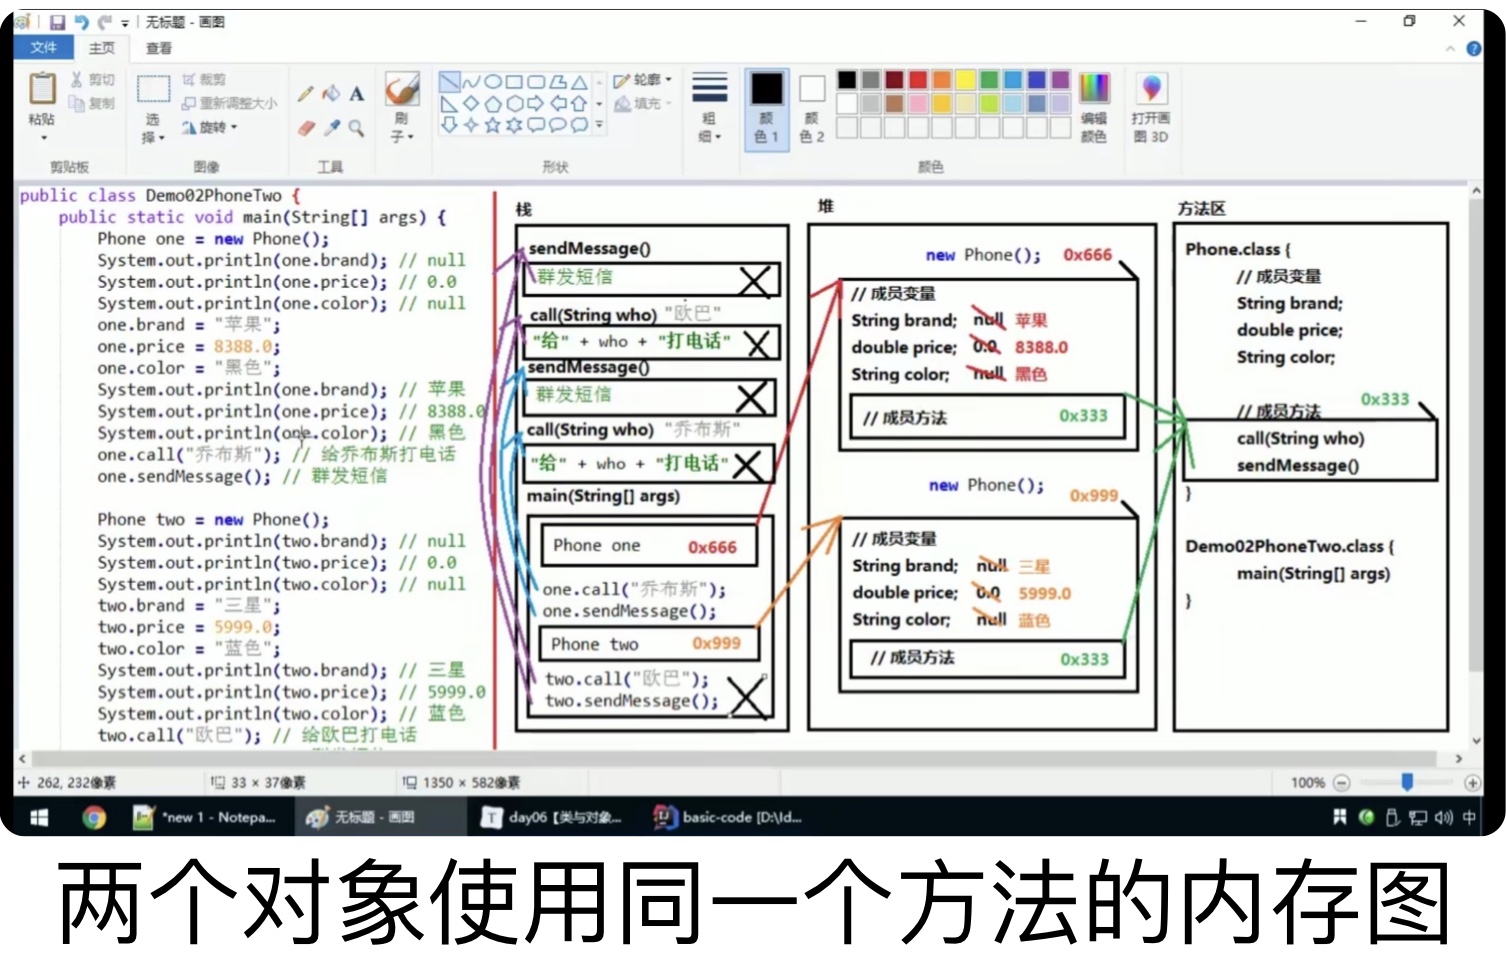 无标题 - 画图
文件 主页 查看
粘贴
剪切
复制
剪贴板
选择
裁剪
重新调整大小
旋转
图像
工具
刷子
形状
轮廓
填充
粗细
颜色 1
颜色 2
颜色
编辑颜色
打开画图 3D
public class Demo02PhoneTwo {
public static void main(String[] args) {
Phone one = new Phone();
System.out.println(one.brand); // null
System.out.println(one.price); // 0.0
System.out.println(one.color); // null
one.brand = "苹果";
one.price = 8388.0;
one.color = "黑色";
System.out.println(one.brand); // 苹果
System.out.println(one.price); // 8388.0
System.out.println(one.color); // 黑色
one.call("乔布斯"); // 给乔布斯打电话
one.sendMessage(); // 群发短信
Phone two = new Phone();
System.out.println(two.brand); // null
System.out.println(two.price); // 0.0
System.out.println(two.color); // null
two.brand = "三星";
two.price = 5999.0;
two.color = "蓝色";
System.out.println(two.brand); // 三星
System.out.println(two.price); // 5999.0
System.out.println(two.color); // 蓝色
two.call("欧巴"); // 给欧巴打电话
栈
sendMessage()
群发短信
call(String who) "欧巴"
"给" + who + "打电话"
sendMessage()
群发短信
call(String who) "乔布斯"
"给" + who + "打电话"
main(String[] args)
Phone one 0x666
one.call("乔布斯");
one.sendMessage();
Phone two 0x999
two.call("欧巴");
two.sendMessage();
堆
new Phone(); 0x666
// 成员变量
String brand; null 苹果
double price; 0.0 8388.0
String color; null 黑色
// 成员方法 0x333
new Phone(); 0x999
// 成员变量
String brand; null 三星
double price; 0.0 5999.0
String color; null 蓝色
// 成员方法 0x333
方法区
Phone.class {
// 成员变量
String brand;
double price;
String color;
// 成员方法 0x333
call(String who)
sendMessage()
}
Demo02PhoneTwo.class {
main(String[] args)
}
262, 232像素 33 × 37像素 1350 × 582像素 100%
*new 1 - Notepa... 无标题 - 画图 day06【类与对象... basic-code [D:\Id... 中
两个对象使用同一个方法的内存图